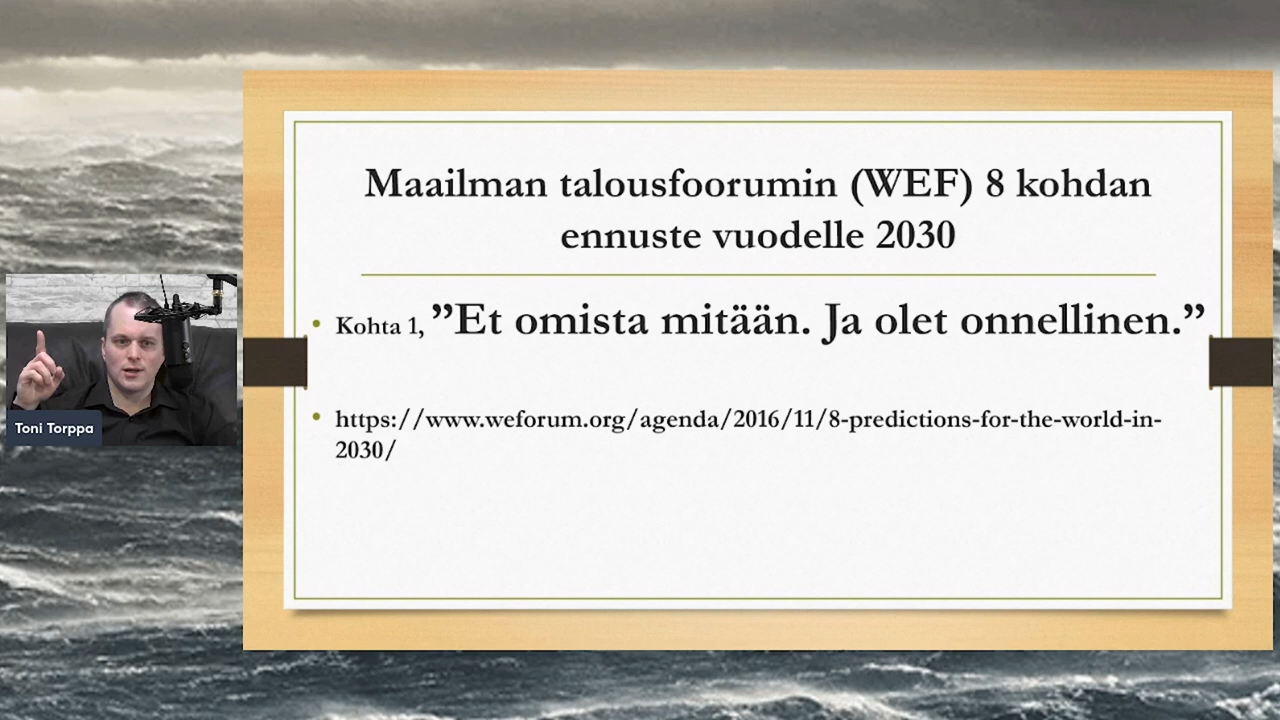 Maailman talousfoorumin (WEF) 8 kohdan
ennuste vuodelle 2030
• Kohta 1, ”Et omista mitään. Ja olet onnellinen.”
• https://www.weforum.org/agenda/2016/11/8-predictions-for-the-world-in-
2030/
Toni Torppa